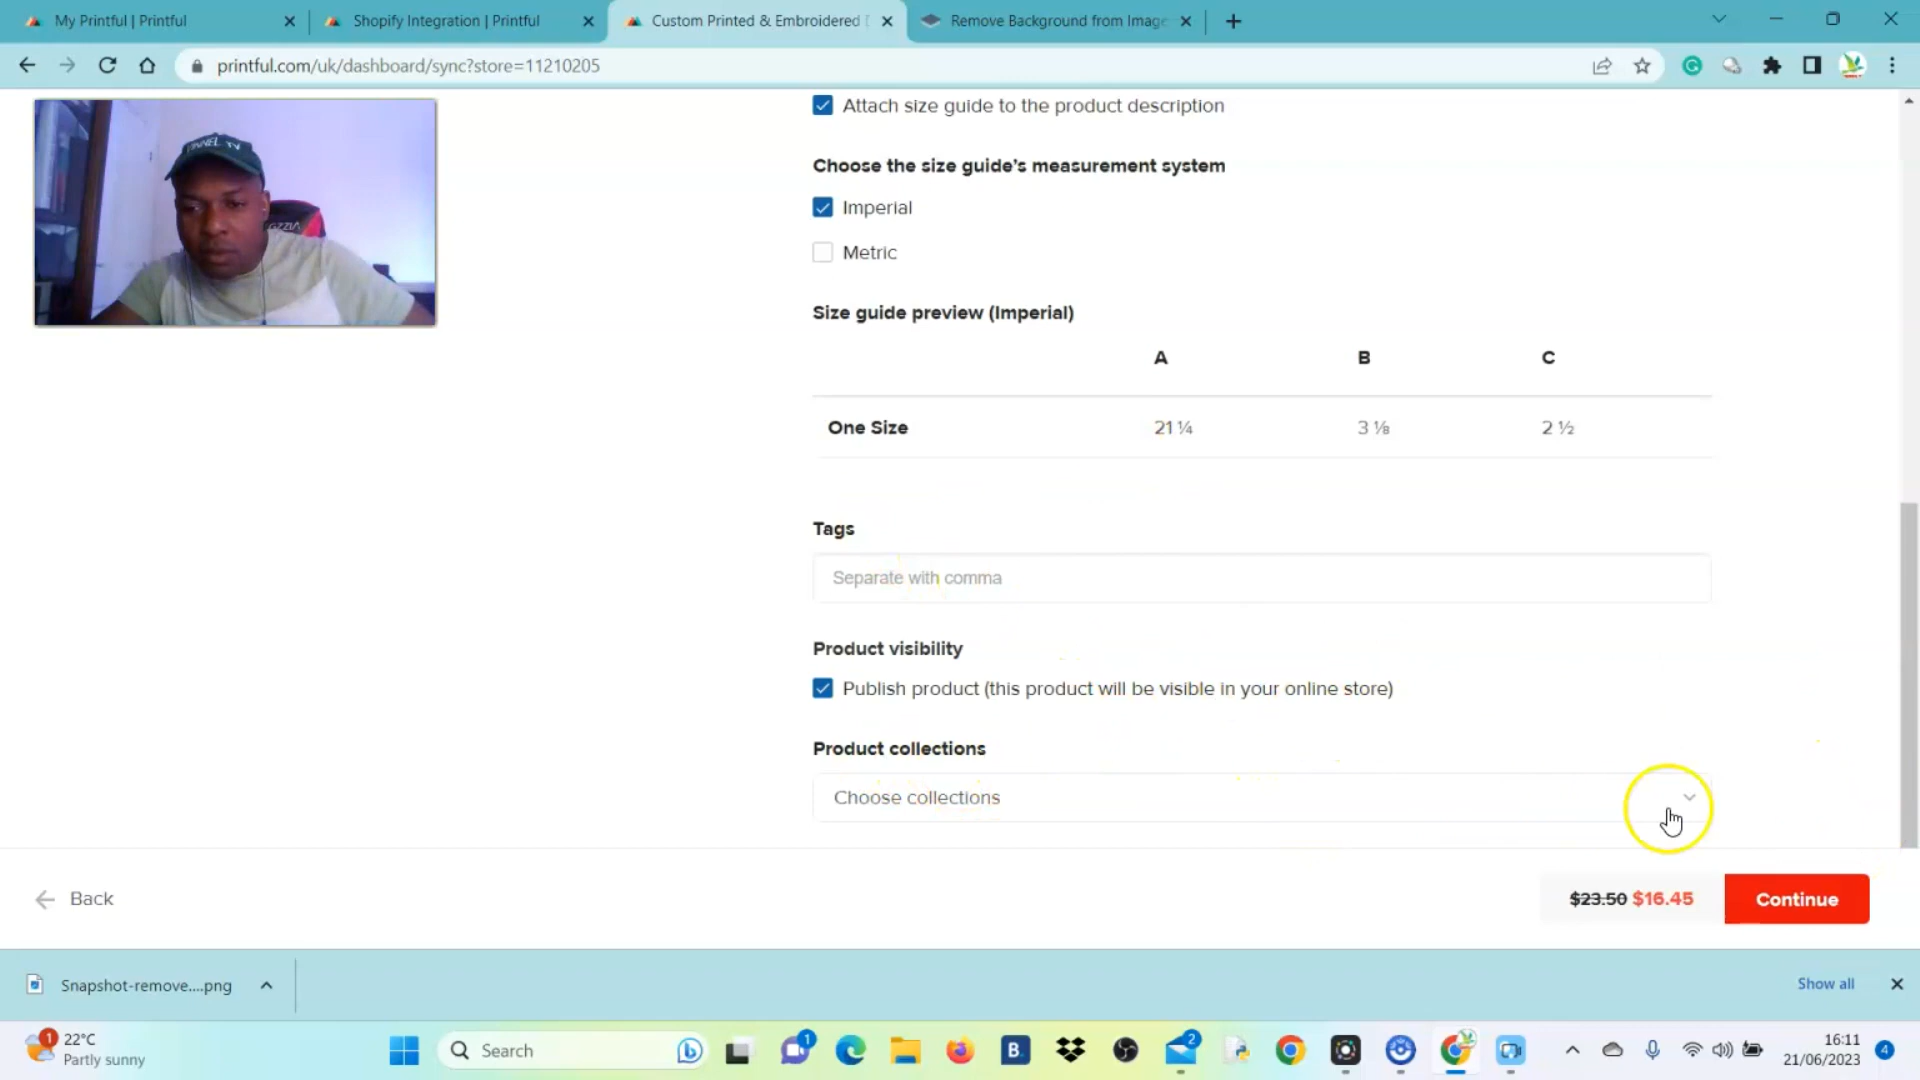 My Printful | Printful
Shopify Integration | Printful
Custom Printed & Embroidered
Remove Background from Image
printful.com/uk/dashboard/sync?store=11210205
Attach size guide to the product description
Choose the size guide's measurement system
Imperial
Metric
Size guide preview (Imperial)
A B C
One Size 21 ¼ 3 ⅛ 2 ½
Tags
Separate with comma
Product visibility
Publish product (this product will be visible in your online store)
Product collections
Choose collections
Back
$23.50 $16.45
Continue
Snapshot-remove....png
Show all
1
22°C
Partly sunny
Search
1
B.
2
16:11
21/06/2023
4